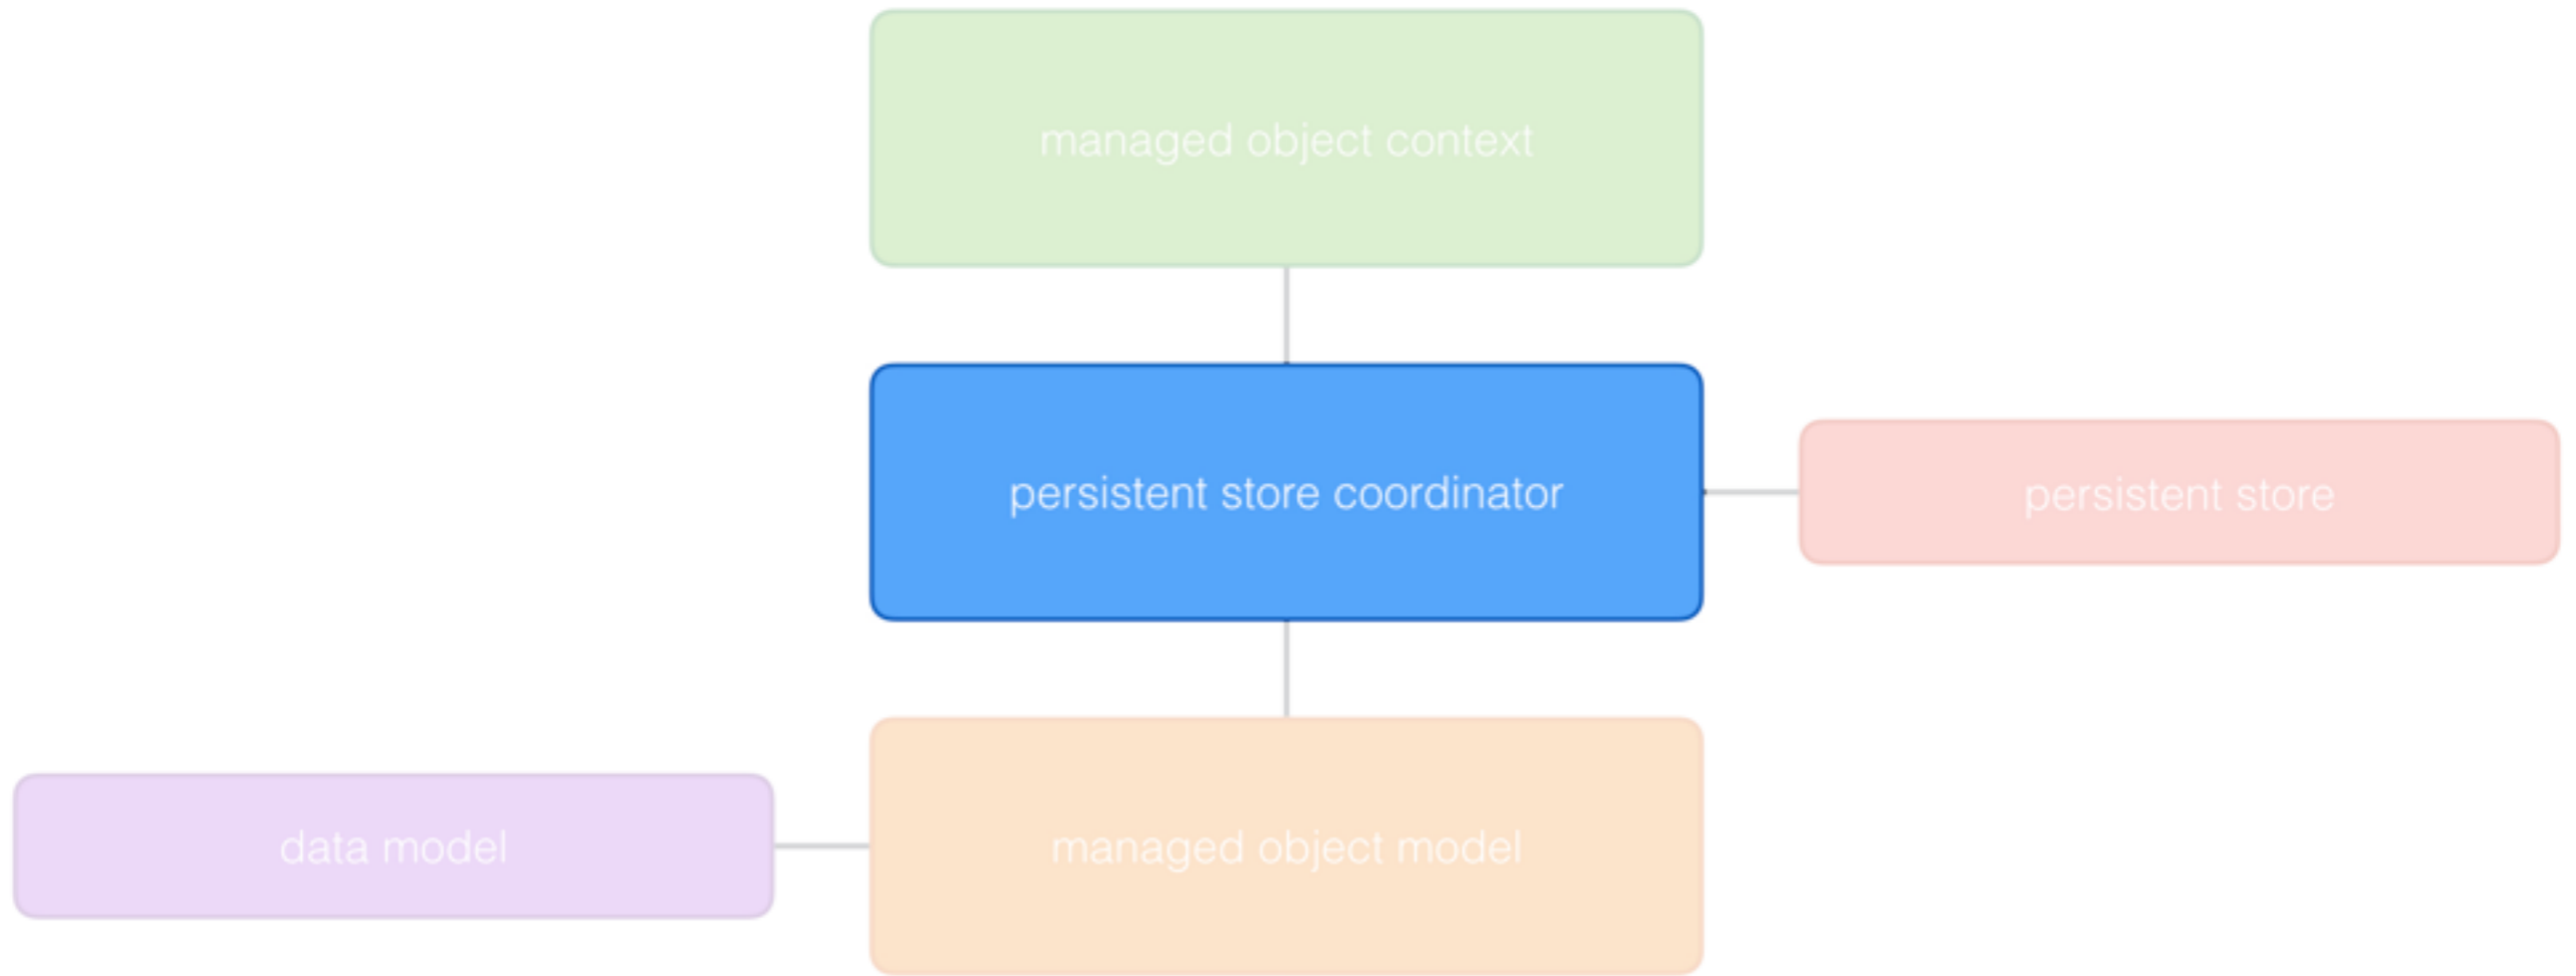 managed object context
persistent store coordinator
persistent store
data model
managed object model